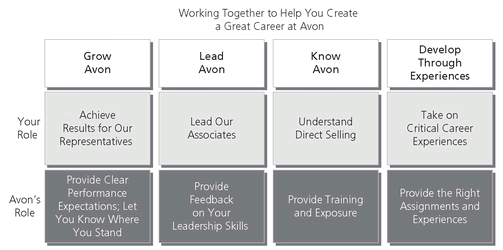 Working Together to Help You Create
a Great Career at Avon
Grow
Avon
Lead
Avon
Know
Avon
Develop
Through
Experiences
Your
Role
Achieve
Results for Our
Representatives
Lead Our
Associates
Understand
Direct Selling
Take on
Critical Career
Experiences
Avon's
Role
Provide Clear
Performance
Expectations; Let
You Know Where
You Stand
Provide
Feedback
on Your
Leadership Skills
Provide Training
and Exposure
Provide the Right
Assignments and
Experiences